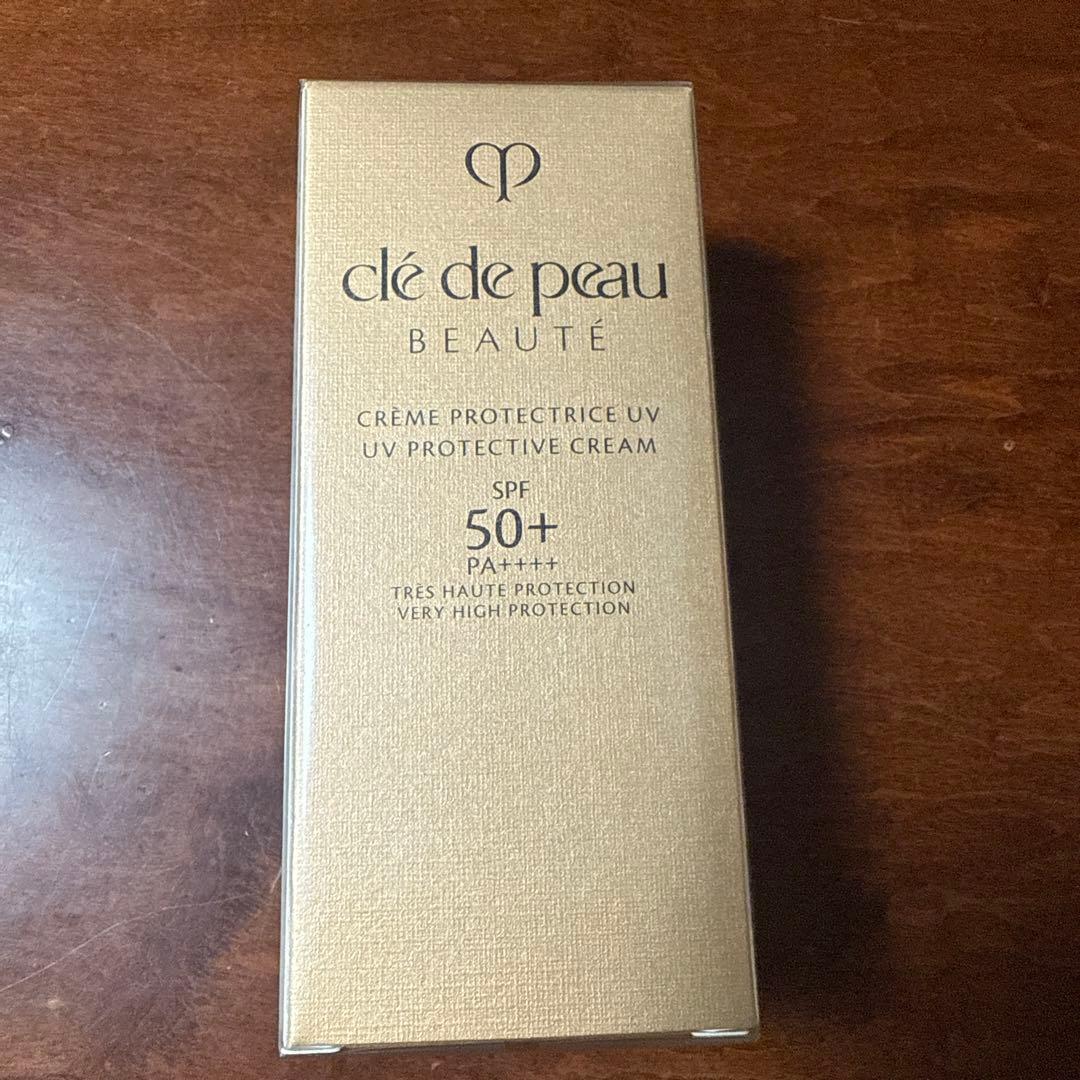 clé de peau
BEAUTÉ
CRÈME PROTECTRICE UV
UV PROTECTIVE CREAM
SPF
50+
PA++++
TRÈS HAUTE PROTECTION
VERY HIGH PROTECTION